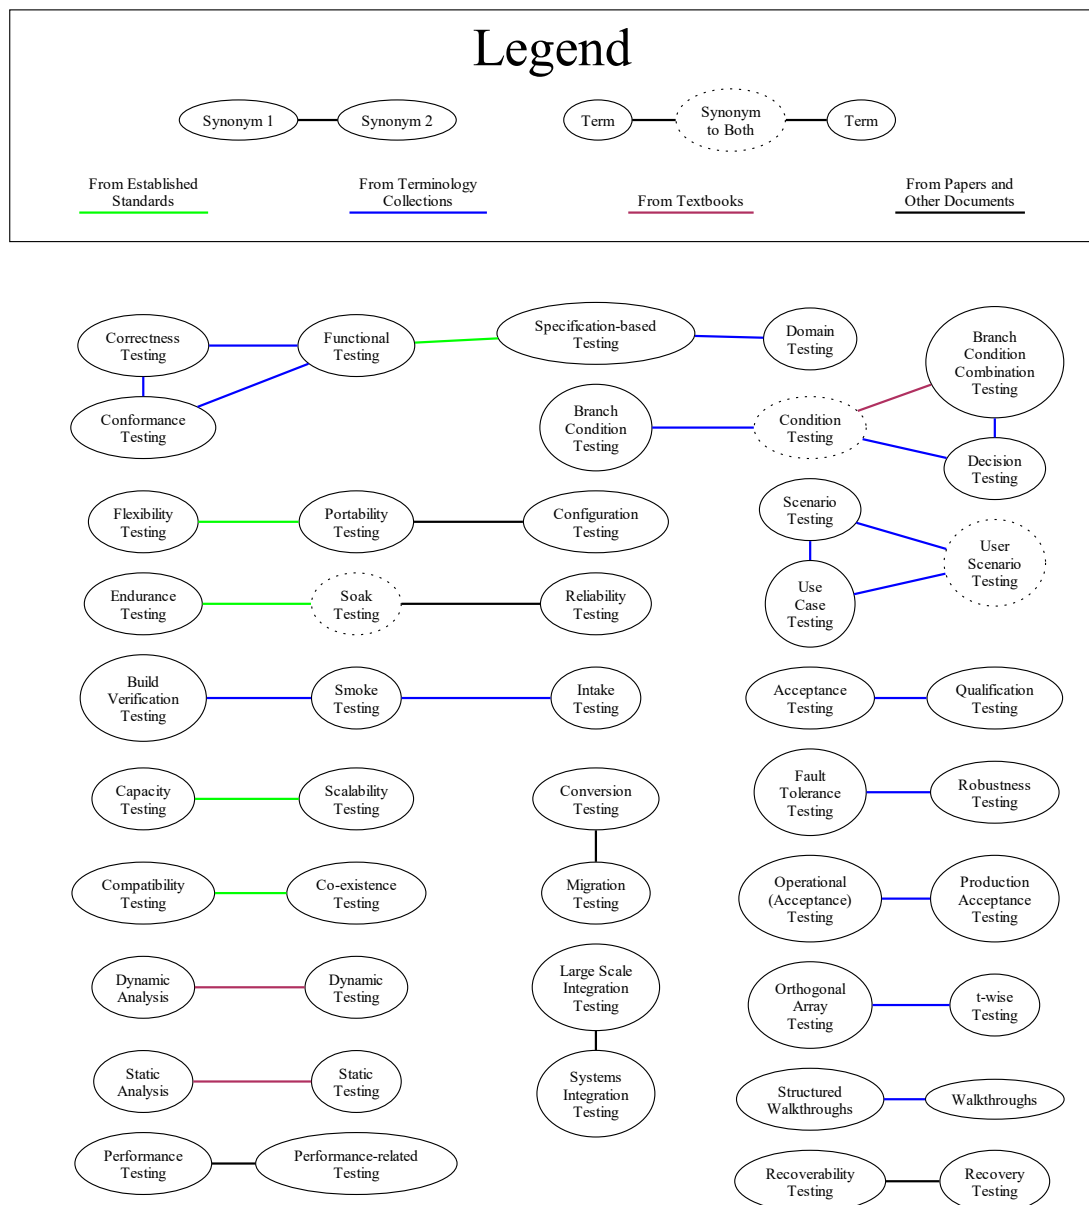 Legend
Synonym 1
Synonym 2
Term
Synonym
to Both
Term
From Established
Standards
From Terminology
Collections
From Textbooks
From Papers and
Other Documents
Correctness
Testing
Functional
Testing
Specification-based
Testing
Domain
Testing
Branch
Condition
Combination
Testing
Conformance
Testing
Branch
Condition
Testing
Condition
Testing
Decision
Testing
Flexibility
Testing
Portability
Testing
Configuration
Testing
Scenario
Testing
User
Scenario
Testing
Endurance
Testing
Soak
Testing
Reliability
Testing
Use
Case
Testing
Build
Verification
Testing
Smoke
Testing
Intake
Testing
Acceptance
Testing
Qualification
Testing
Capacity
Testing
Scalability
Testing
Conversion
Testing
Fault
Tolerance
Testing
Robustness
Testing
Compatibility
Testing
Co-existence
Testing
Migration
Testing
Operational
(Acceptance)
Testing
Production
Acceptance
Testing
Dynamic
Analysis
Dynamic
Testing
Large Scale
Integration
Testing
Orthogonal
Array
Testing
t-wise
Testing
Static
Analysis
Static
Testing
Systems
Integration
Testing
Structured
Walkthroughs
Walkthroughs
Performance
Testing
Performance-related
Testing
Recoverability
Testing
Recovery
Testing